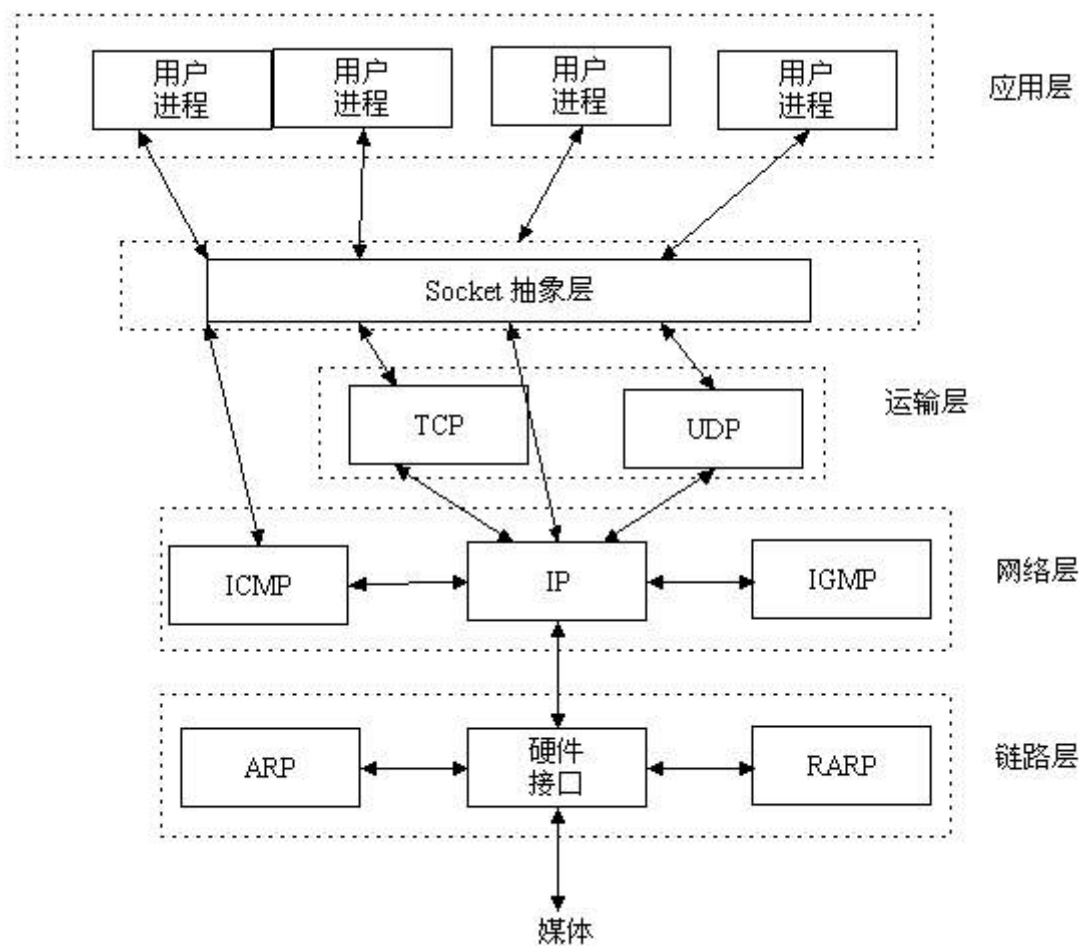 用户
进程
用户
进程
用户
进程
用户
进程
应用层
Socket 抽象层
TCP
UDP
运输层
ICMP
IP
IGMP
网络层
ARP
硬件
接口
RARP
链路层
媒体